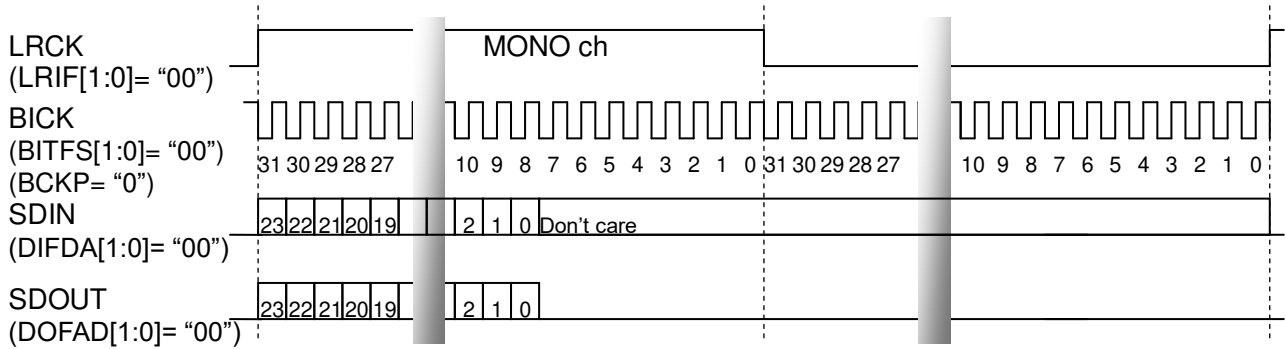 LRCK
(LRIF[1:0]= “00”)
MONO ch
BICK
(BITFS[1:0]= “00”)
(BCKP= “0”)
31 30 29 28 27 10 9 8 7 6 5 4 3 2 1 0 31 30 29 28 27 10 9 8 7 6 5 4 3 2 1 0
SDIN
(DIFDA[1:0]= “00”)
23 22 21 20 19 2 1 0 Don’t care
SDOUT
(DOFAD[1:0]= “00”)
23 22 21 20 19 2 1 0